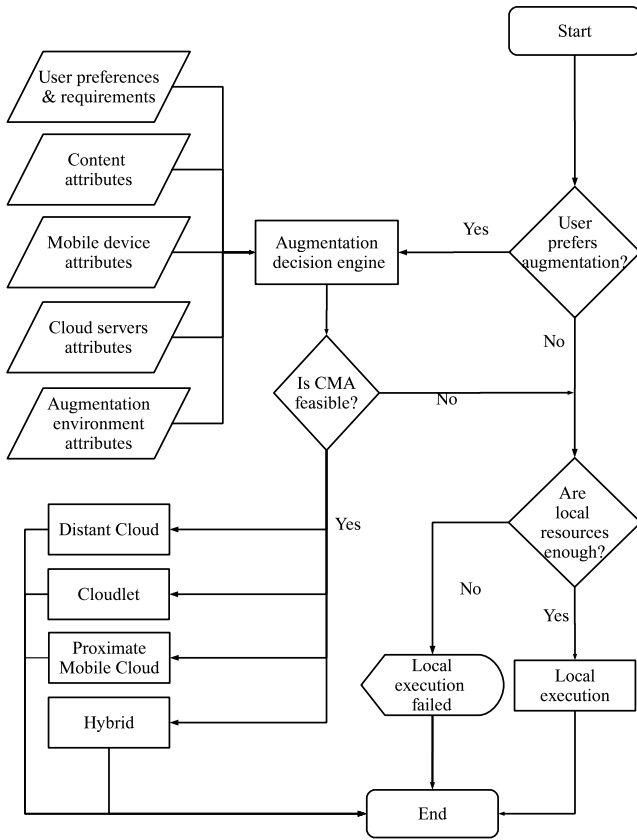 Start
User preferences
& requirements
Content
attributes
Mobile device
attributes
Cloud servers
attributes
Augmentation
environment
attributes
Augmentation
decision engine
Yes
User
prefers
augmentation?
No
Is CMA
feasible?
No
Yes
Are
local
resources
enough?
No
Yes
Distant Cloud
Cloudlet
Proximate
Mobile Cloud
Hybrid
Local
execution
failed
Local
execution
End